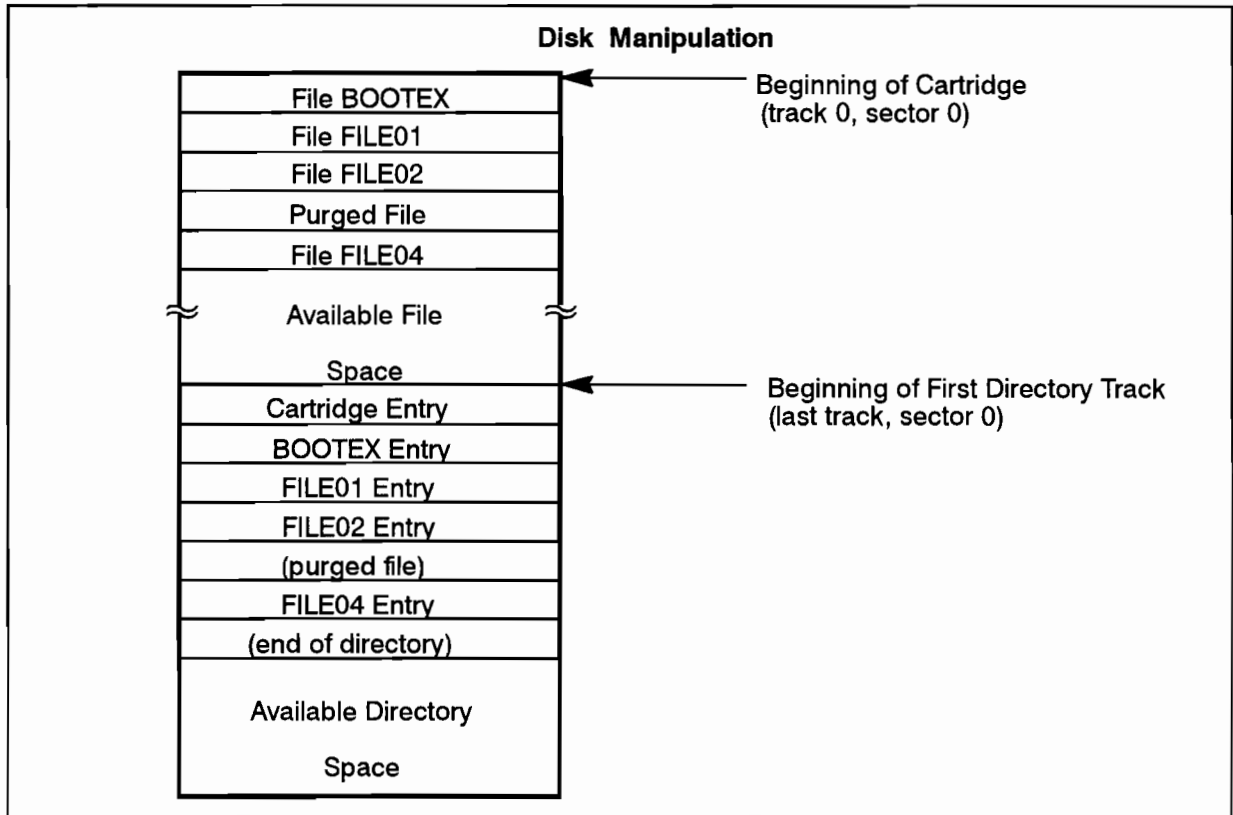 Disk Manipulation
File BOOTEX
Beginning of Cartridge
(track 0, sector 0)
File FILE01
File FILE02
Purged File
File FILE04
Available File
Space
Beginning of First Directory Track
(last track, sector 0)
Cartridge Entry
BOOTEX Entry
FILE01 Entry
FILE02 Entry
(purged file)
FILE04 Entry
(end of directory)
Available Directory
Space